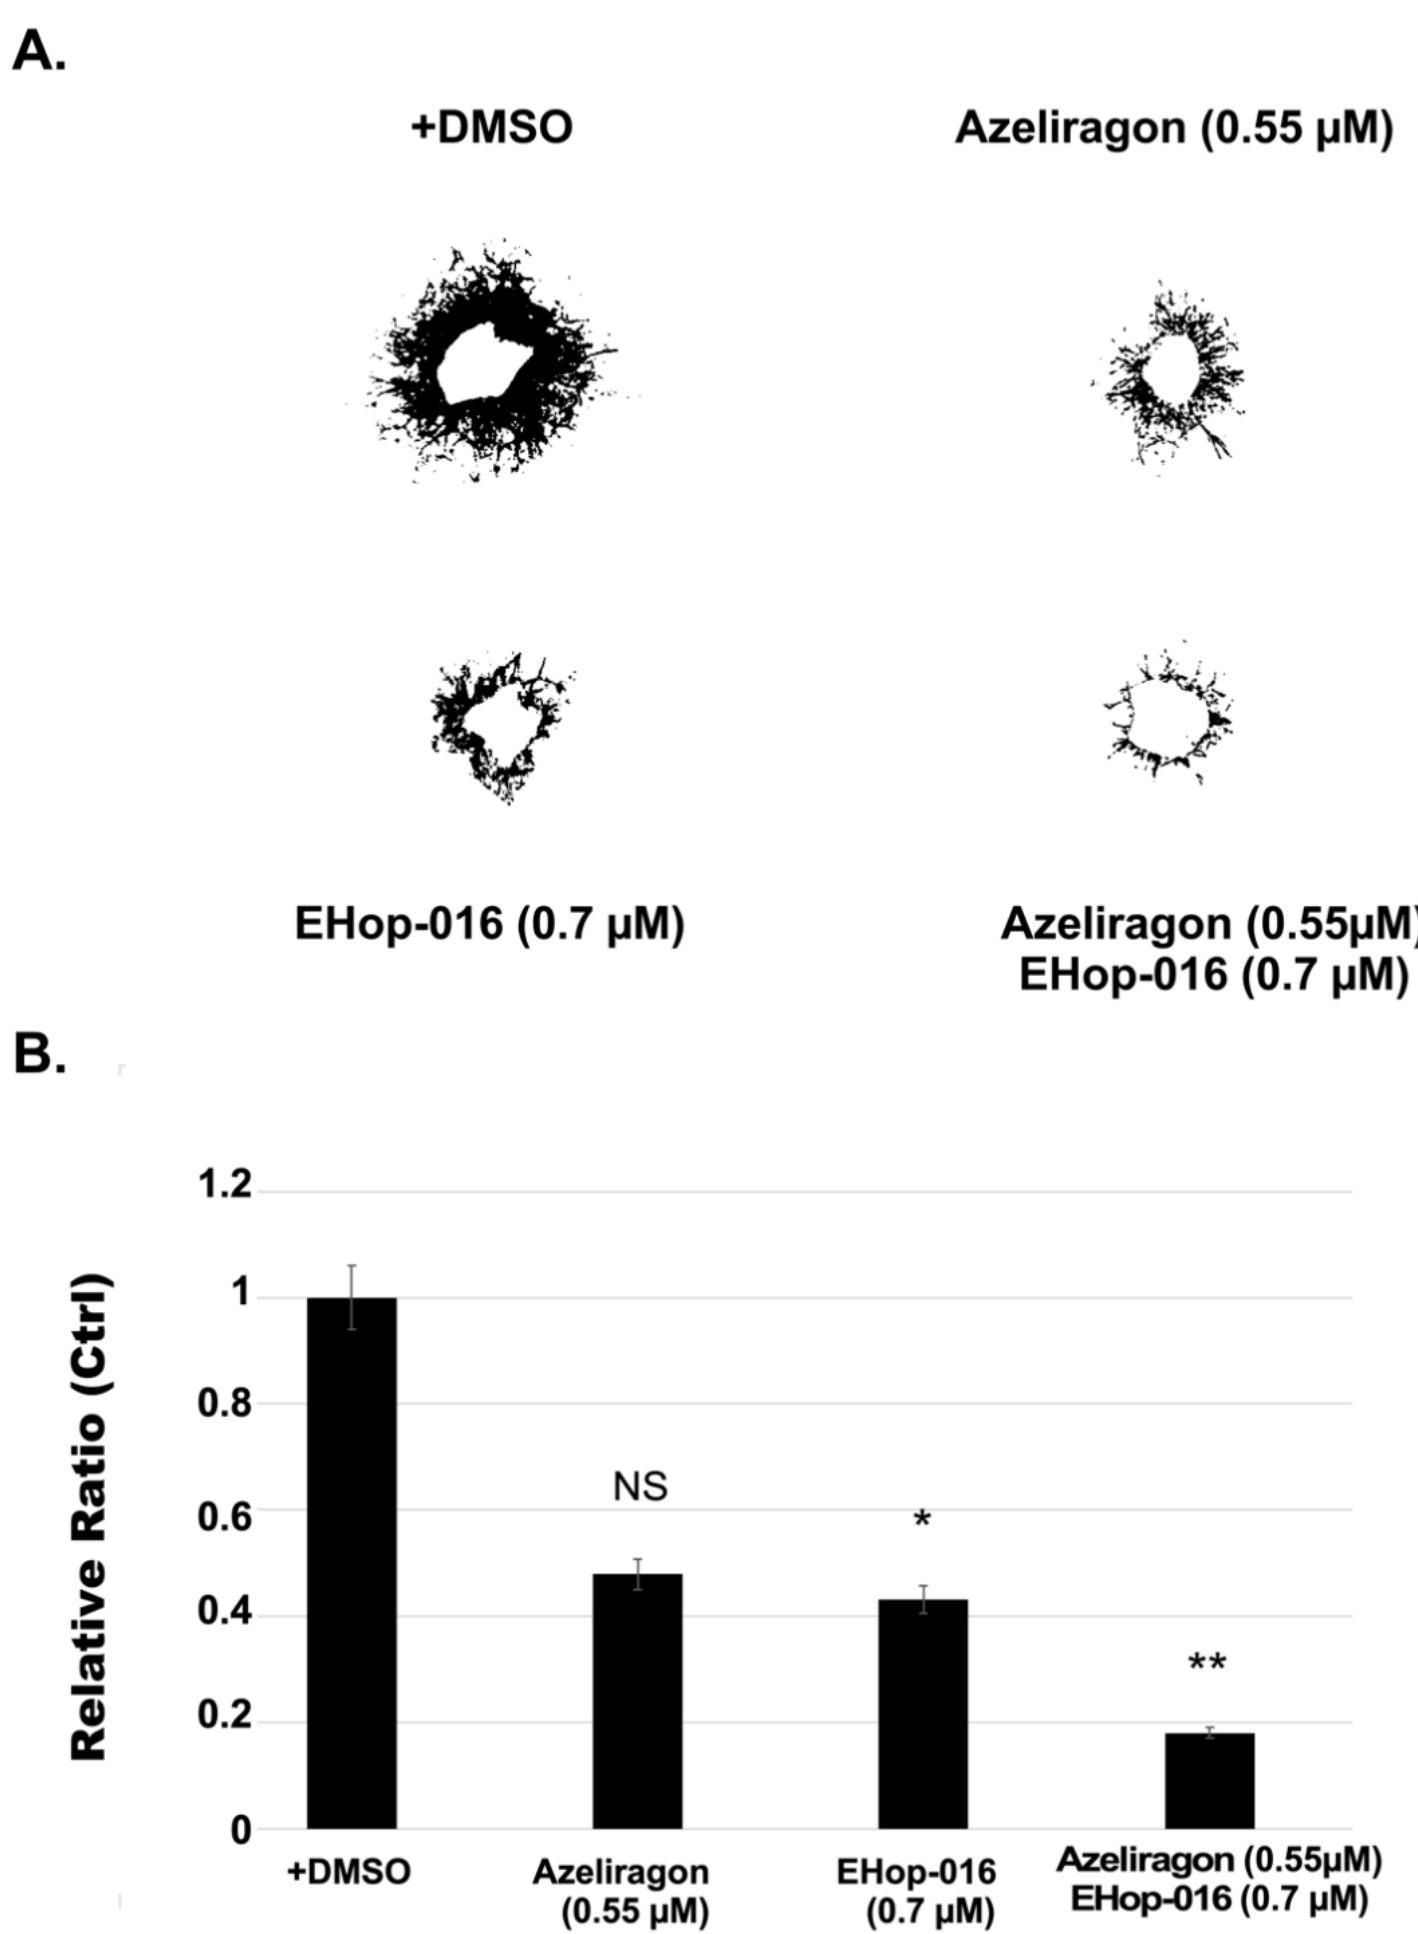 A.
+DMSO
Azeliragon (0.55 µM)
EHop-016 (0.7 µM)
Azeliragon (0.55µM)
EHop-016 (0.7 µM)
B.
Relative Ratio (Ctrl)
1.2
1
0.8
0.6
0.4
0.2
0
NS
*
**
+DMSO
Azeliragon
(0.55 µM)
EHop-016
(0.7 µM)
Azeliragon (0.55µM)
EHop-016 (0.7 µM)